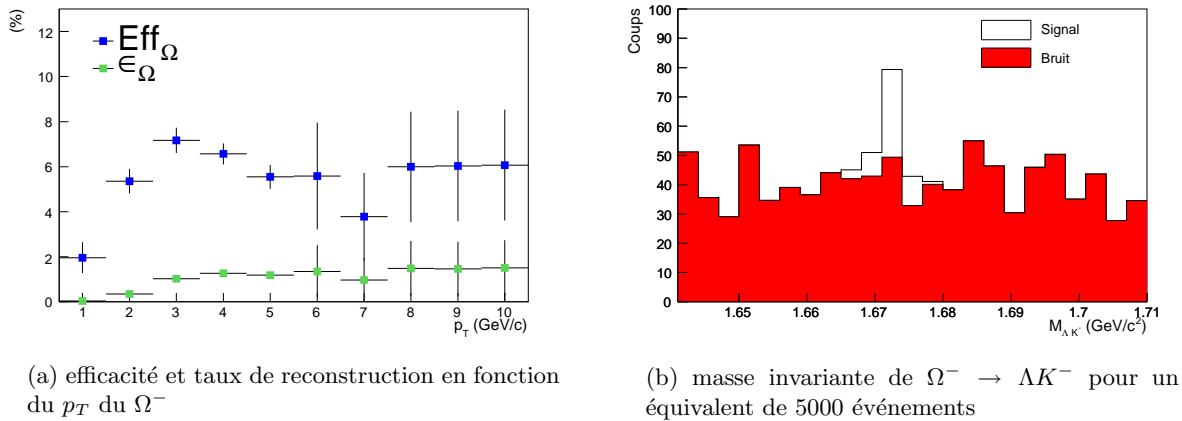 (%)
12
10
8
6
4
2
0
Eff_Ω
∈_Ω
1 2 3 4 5 6 7 8 9 10
p_T (GeV/c)
Coups
100
90
80
70
60
50
40
30
20
10
0
Signal
Bruit
1.65 1.66 1.67 1.68 1.69 1.7 1.71
M_{Λ K^-} (GeV/c²)
(a) efficacité et taux de reconstruction en fonction
du p_T du Ω⁻
(b) masse invariante de Ω⁻ → ΛK⁻ pour un
équivalent de 5000 événements